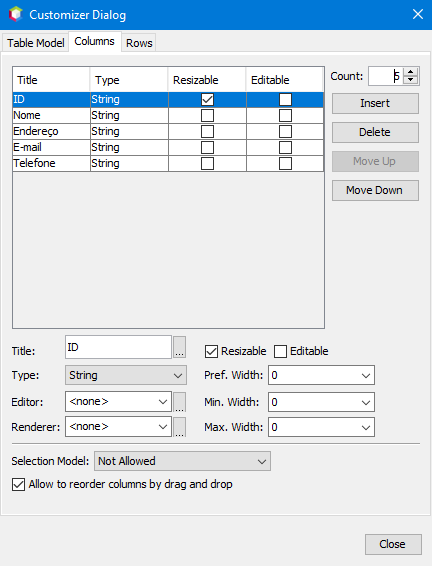 Customizer Dialog
Table Model Columns Rows
Title Type Resizable Editable Count: 5
ID String
Insert
Nome String
Endereço String Delete
E-mail String
Telefone String Move Up
Move Down
Title: ID ... Resizable Editable
Type: String Pref. Width: 0
Editor: <none> ... Min. Width: 0
Renderer: <none> ... Max. Width: 0
Selection Model: Not Allowed
Allow to reorder columns by drag and drop
Close